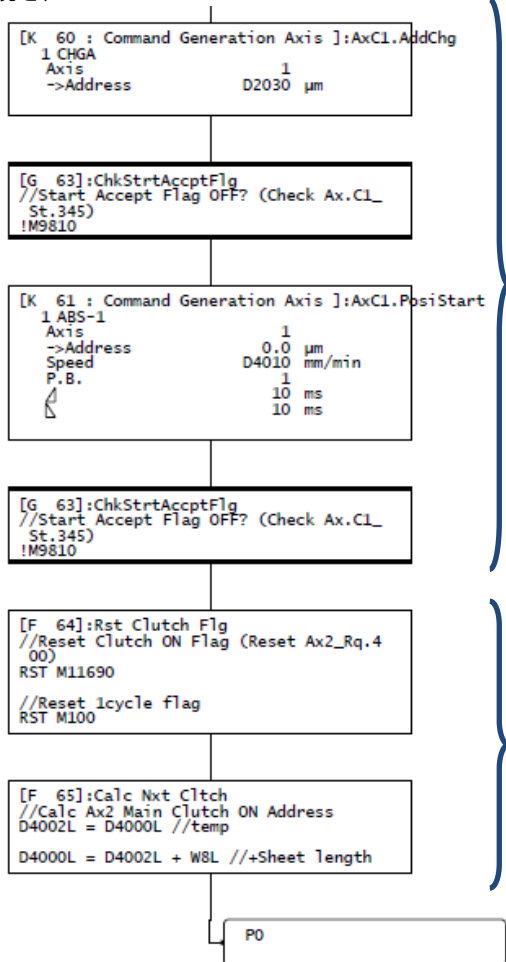 [K 60 : Command Generation Axis ]:AxC1.AddChg
1 CHGA
Axis 1
->Address D2030 μm
[G 63]:ChkStrtAccptFlg
//Start Accept Flag OFF? (Check Ax.C1_
St.345)
!M9810
[K 61 : Command Generation Axis ]:AxC1.PosiStart
1 ABS-1
Axis 1
->Address 0.0 μm
Speed D4010 mm/min
P.B. 1
10 ms
10 ms
[G 63]:ChkStrtAccptFlg
//Start Accept Flag OFF? (Check Ax.C1_
St.345)
!M9810
[F 64]:Rst Clutch Flg
//Reset Clutch ON Flag (Reset Ax2_Rq.4
00)
RST M11690
//Reset 1cycle flag
RST M100
[F 65]:Calc Nxt Cltch
//Calc Ax2 Main Clutch ON Address
D4002L = D4000L //temp
D4000L = D4002L + W8L //+Sheet length
P0